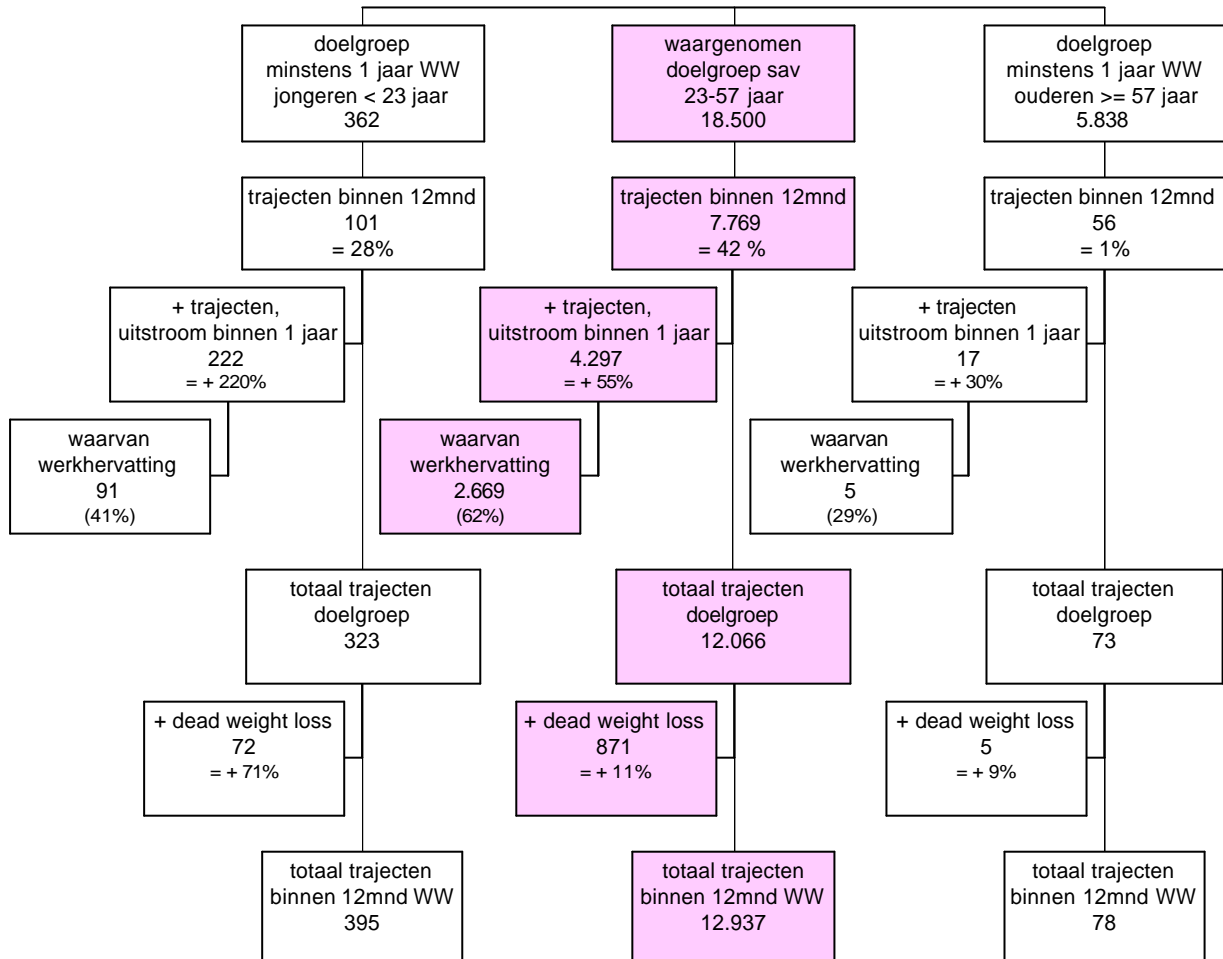 doelgroep
minstens 1 jaar WW
jongeren < 23 jaar
362
waargenomen
doelgroep sav
23-57 jaar
18.500
doelgroep
minstens 1 jaar WW
ouderen >= 57 jaar
5.838
trajecten binnen 12mnd
101
= 28%
trajecten binnen 12mnd
7.769
= 42 %
trajecten binnen 12mnd
56
= 1%
+ trajecten,
uitstroom binnen 1 jaar
222
= + 220%
+ trajecten,
uitstroom binnen 1 jaar
4.297
= + 55%
+ trajecten
uitstroom binnen 1 jaar
17
= + 30%
waarvan
werkhervatting
91
(41%)
waarvan
werkhervatting
2.669
(62%)
waarvan
werkhervatting
5
(29%)
totaal trajecten
doelgroep
323
totaal trajecten
doelgroep
12.066
totaal trajecten
doelgroep
73
+ dead weight loss
72
= + 71%
+ dead weight loss
871
= + 11%
+ dead weight loss
5
= + 9%
totaal trajecten
binnen 12mnd WW
395
totaal trajecten
binnen 12mnd WW
12.937
totaal trajecten
binnen 12mnd WW
78